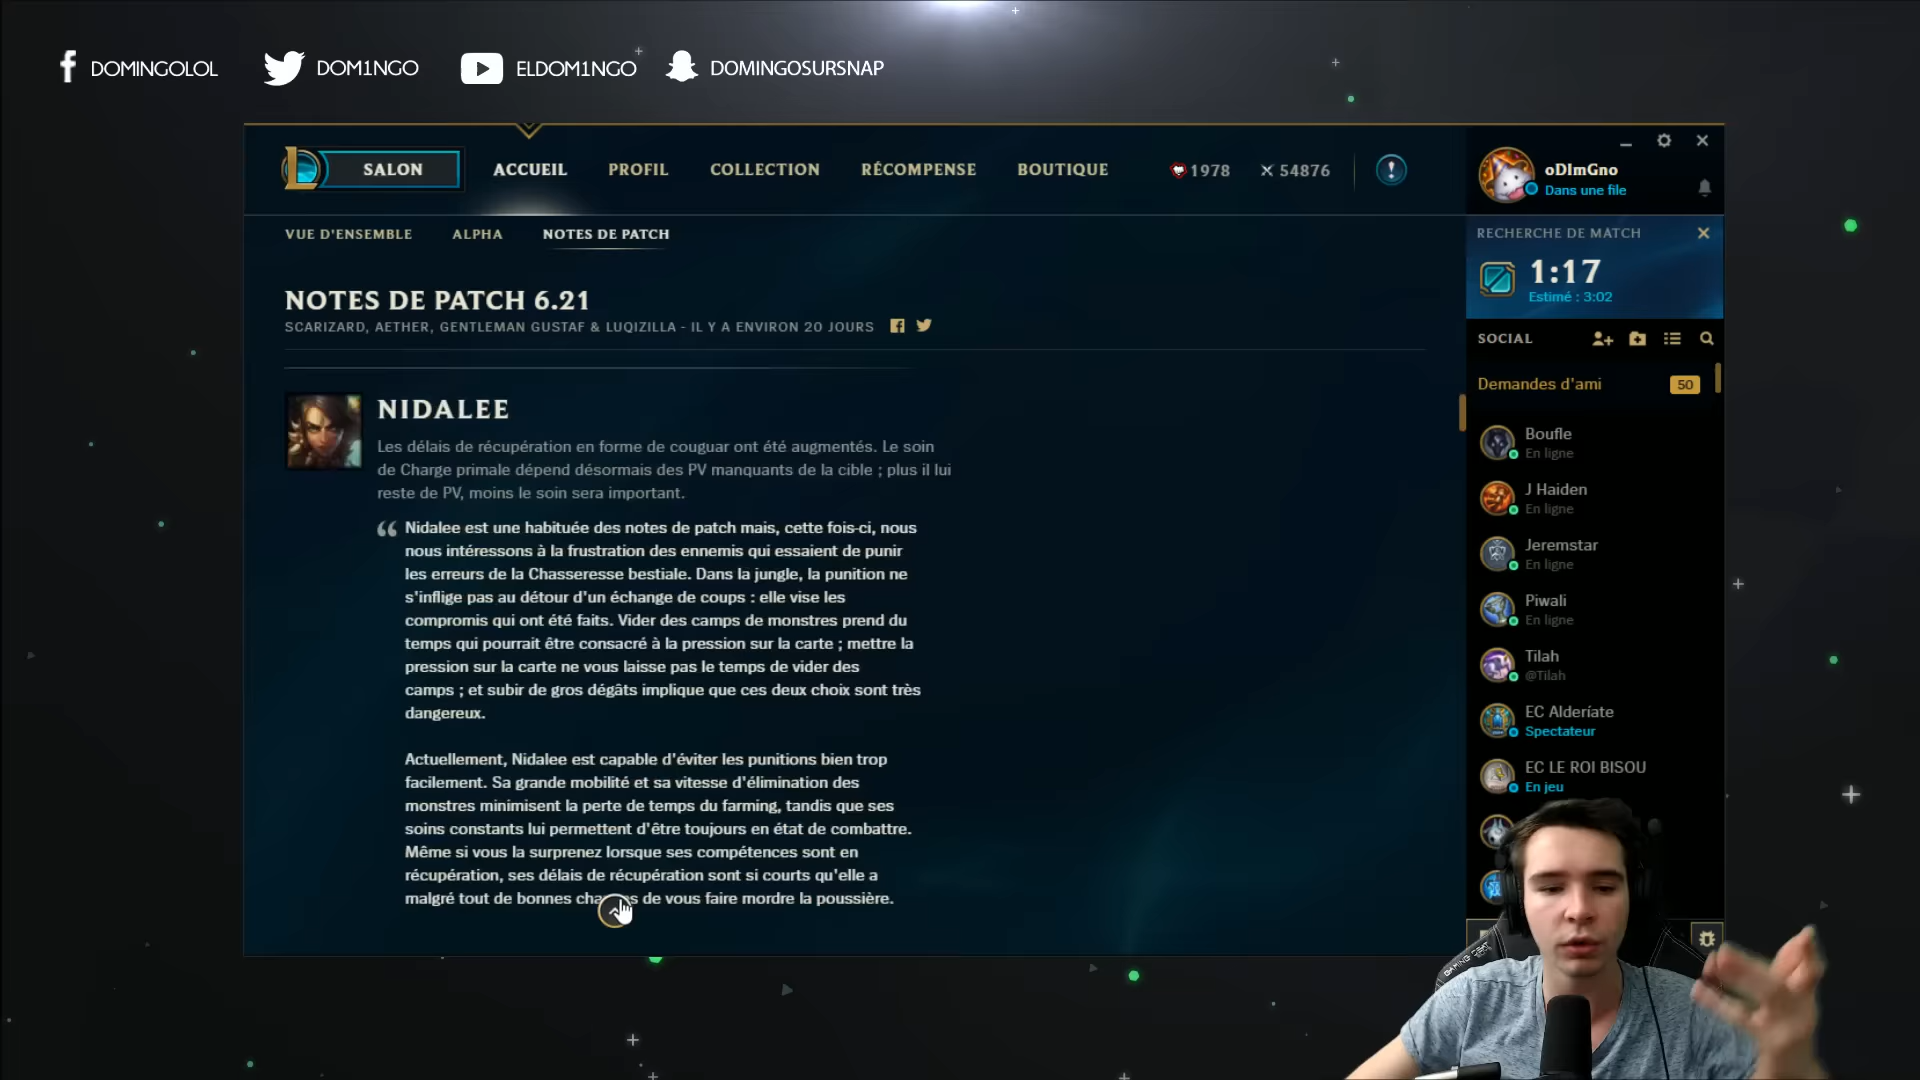 DOMINGOLOL
DOM1NGO
ELDOM1NGO
DOMINGOSURSNAP
SALON
ACCUEIL
PROFIL
COLLECTION
RÉCOMPENSE
BOUTIQUE
1978
54876
oDImGno
Dans une file
VUE D'ENSEMBLE
ALPHA
NOTES DE PATCH
RECHERCHE DE MATCH
1:17
Estimé : 3:02
NOTES DE PATCH 6.21
SCARIZARD, AETHER, GENTLEMAN GUSTAF & LUQIZILLA - IL Y A ENVIRON 20 JOURS
NIDALEE
Les délais de récupération en forme de couguar ont été augmentés. Le soin
de Charge primale dépend désormais des PV manquants de la cible ; plus il lui
reste de PV, moins le soin sera important.
Nidalee est une habituée des notes de patch mais, cette fois-ci, nous
nous intéressons à la frustration des ennemis qui essaient de punir
les erreurs de la Chasseresse bestiale. Dans la jungle, la punition ne
s'inflige pas au détour d'un échange de coups : elle vise les
compromis qui ont été faits. Vider des camps de monstres prend du
temps qui pourrait être consacré à la pression sur la carte ; mettre la
pression sur la carte ne vous laisse pas le temps de vider des
camps ; et subir de gros dégâts implique que ces deux choix sont très
dangereux.
Actuellement, Nidalee est capable d'éviter les punitions bien trop
facilement. Sa grande mobilité et sa vitesse d'élimination des
monstres minimisent la perte de temps du farming, tandis que ses
soins constants lui permettent d'être toujours en état de combattre.
Même si vous la surprenez lorsque ses compétences sont en
récupération, ses délais de récupération sont si courts qu'elle a
malgré tout de bonnes de vous faire mordre la poussière.
SOCIAL
Demandes d'ami
50
Boufle
En ligne
J Haiden
En ligne
Jeremstar
En ligne
Piwali
En ligne
Tilah
@Tilah
EC Alderíate
Spectateur
EC LE ROI BISOU
En jeu